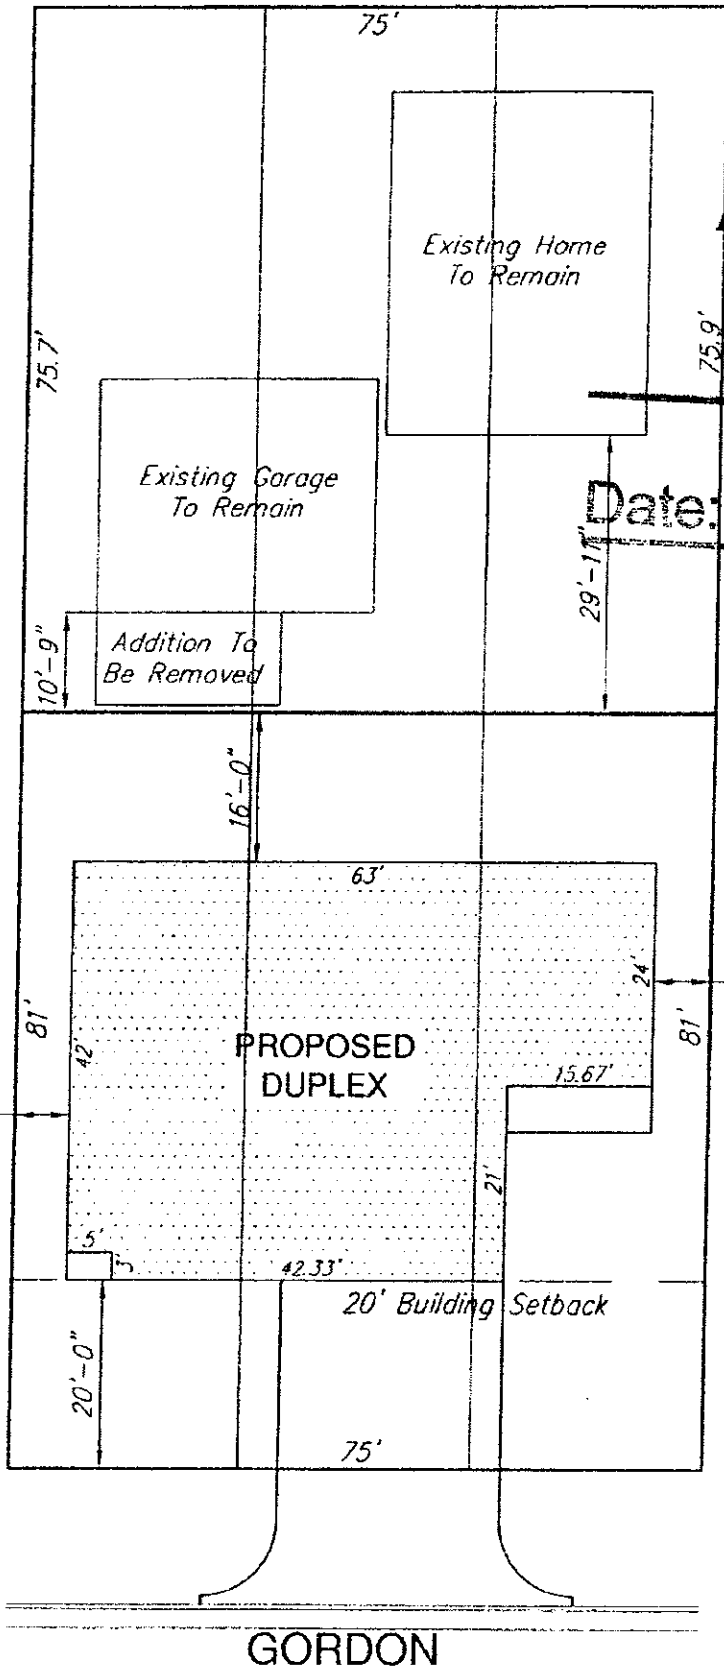 75'
Existing Home
To Remain
75.7'
75.9'
Existing Garage
To Remain
Date:
29'-11"
10'-9"
Addition To
Be Removed
16'-0"
63'
24'
81'
42'
PROPOSED
DUPLEX
81'
15.67'
21'
5'
3'
42.33'
20' Building Setback
20'-0"
75'
GORDON